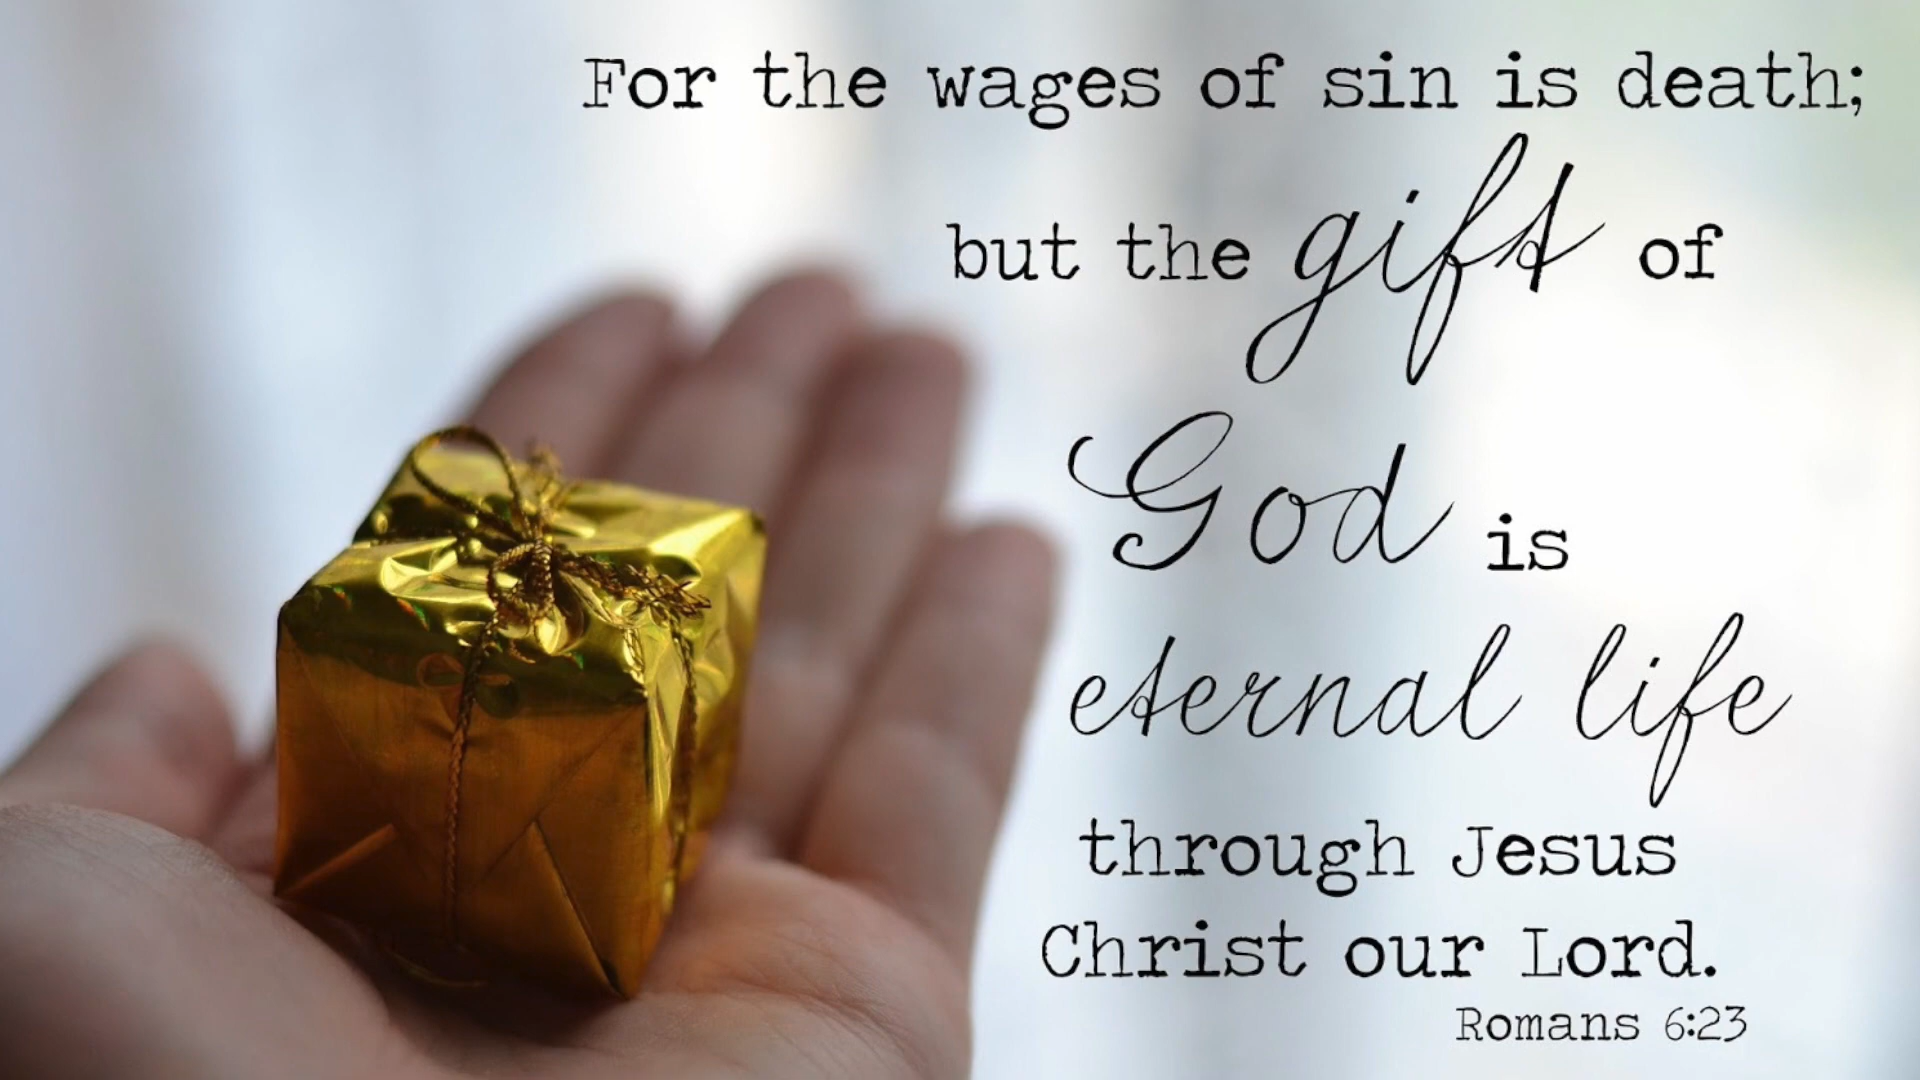 For the wages of sin is death;
but the gift of
God is
eternal life
through Jesus
Christ our Lord.
Romans 6:23